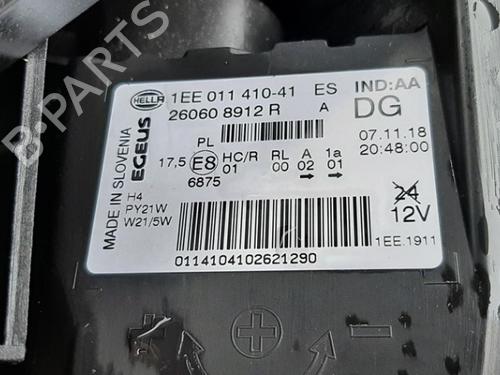 HELLA 1EE 011 410-41 ES IND:AA
26060 8912 R A DG
PL 07.11.18
17,5 E8 HC/R RL A 1a 20:48:00
01 00 02 01
6875
MADE IN SLOVENIA
EGEUS
H4
PY21W
W21/5W
24
12V
1EE.1911
0114104102621290
B-PARTS